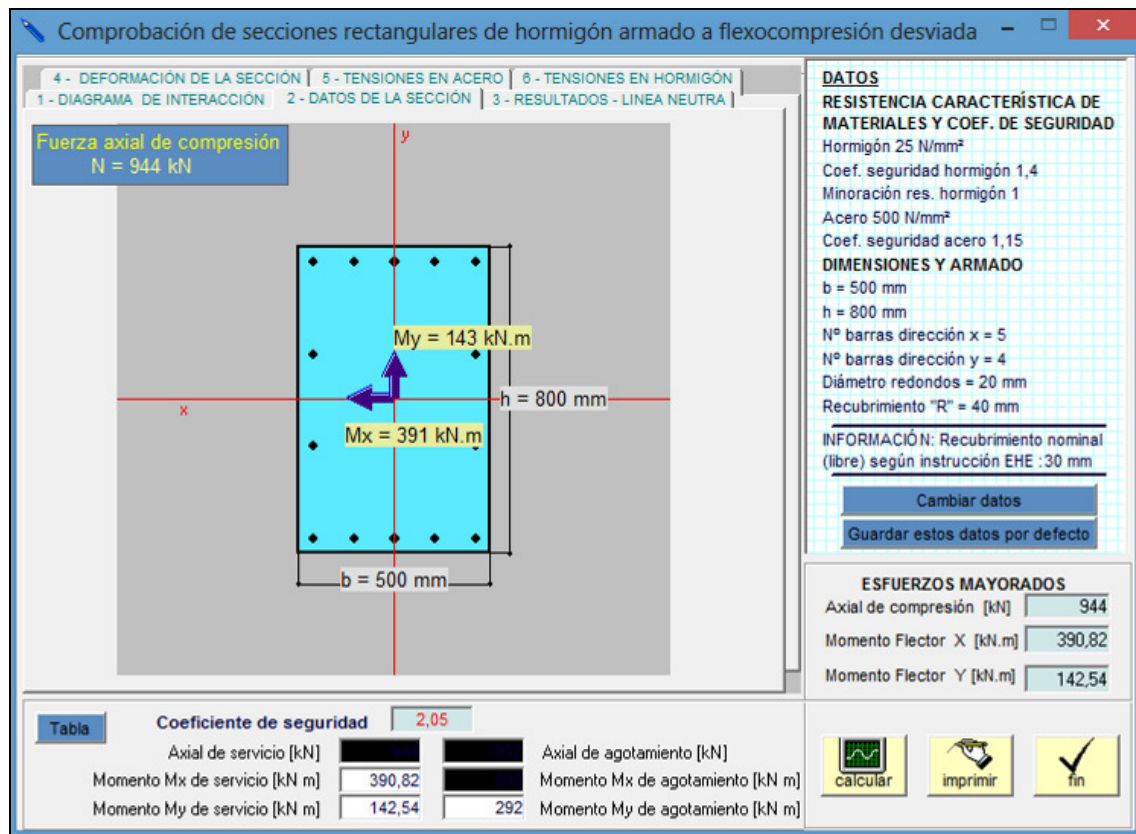 Comprobación de secciones rectangulares de hormigón armado a flexocompresión desviada
4 - DEFORMACIÓN DE LA SECCIÓN 5 - TENSIONES EN ACERO 6 - TENSIONES EN HORMIGÓN
1 - DIAGRAMA DE INTERACCIÓN 2 - DATOS DE LA SECCIÓN 3 - RESULTADOS - LINEA NEUTRA
Fuerza axial de compresión
N = 944 kN
y
My = 143 kN.m
h = 800 mm
x
Mx = 391 kN.m
b = 500 mm
DATOS
RESISTENCIA CARACTERÍSTICA DE
MATERIALES Y COEF. DE SEGURIDAD
Hormigón 25 N/mm²
Coef. seguridad hormigón 1,4
Minoración res. hormigón 1
Acero 500 N/mm²
Coef. seguridad acero 1,15
DIMENSIONES Y ARMADO
b = 500 mm
h = 800 mm
Nº barras dirección x = 5
Nº barras dirección y = 4
Diámetro redondos = 20 mm
Recubrimiento "R" = 40 mm
INFORMACIÓN: Recubrimiento nominal
(libre) según instrucción EHE :30 mm
Cambiar datos
Guardar estos datos por defecto
ESFUERZOS MAYORADOS
Axial de compresión [kN] 944
Momento Flector X [kN.m] 390,82
Momento Flector Y [kN.m] 142,54
Tabla
Coeficiente de seguridad 2,05
Axial de servicio [kN] 944 Axial de agotamiento [kN]
Momento Mx de servicio [kN m] 390,82 Momento Mx de agotamiento [kN m]
Momento My de servicio [kN m] 142,54 292 Momento My de agotamiento [kN m]
calcular
imprimir
fin